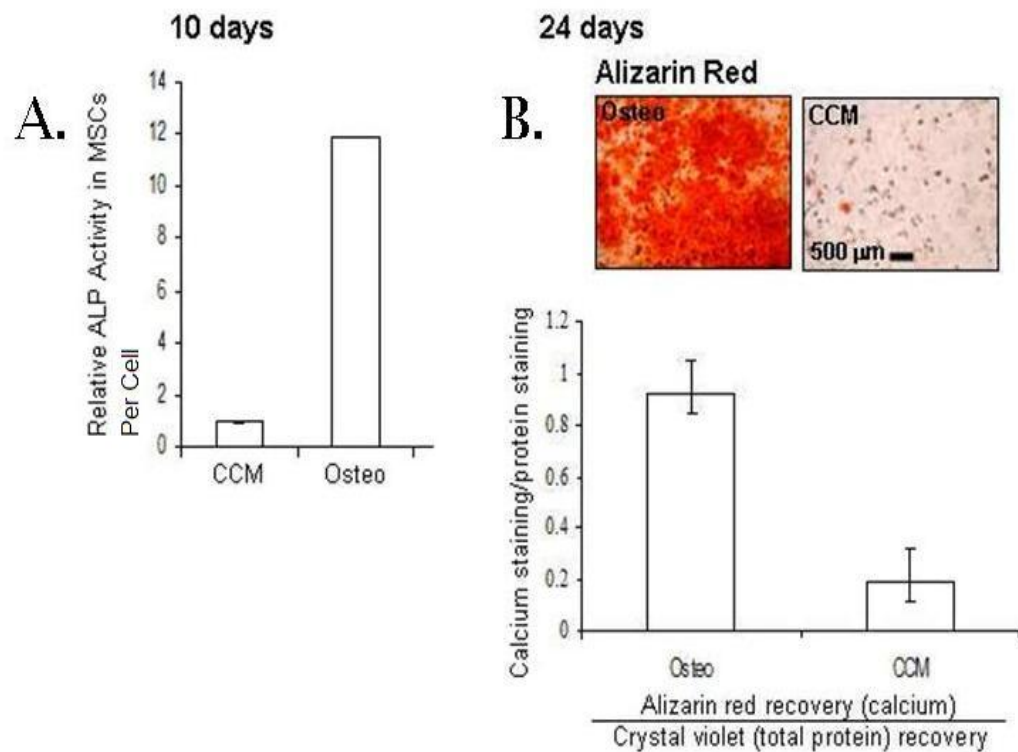 10 days
24 days
A.
Relative ALP Activity in MSCs
Per Cell
14
12
10
8
6
4
2
0
CCM
Osteo
B.
Alizarin Red
Osteo
CCM
500 µm
Calcium staining/protein staining
1.2
1
0.8
0.6
0.4
0.2
0
Osteo
CCM
Alizarin red recovery (calcium)
Crystal violet (total protein) recovery